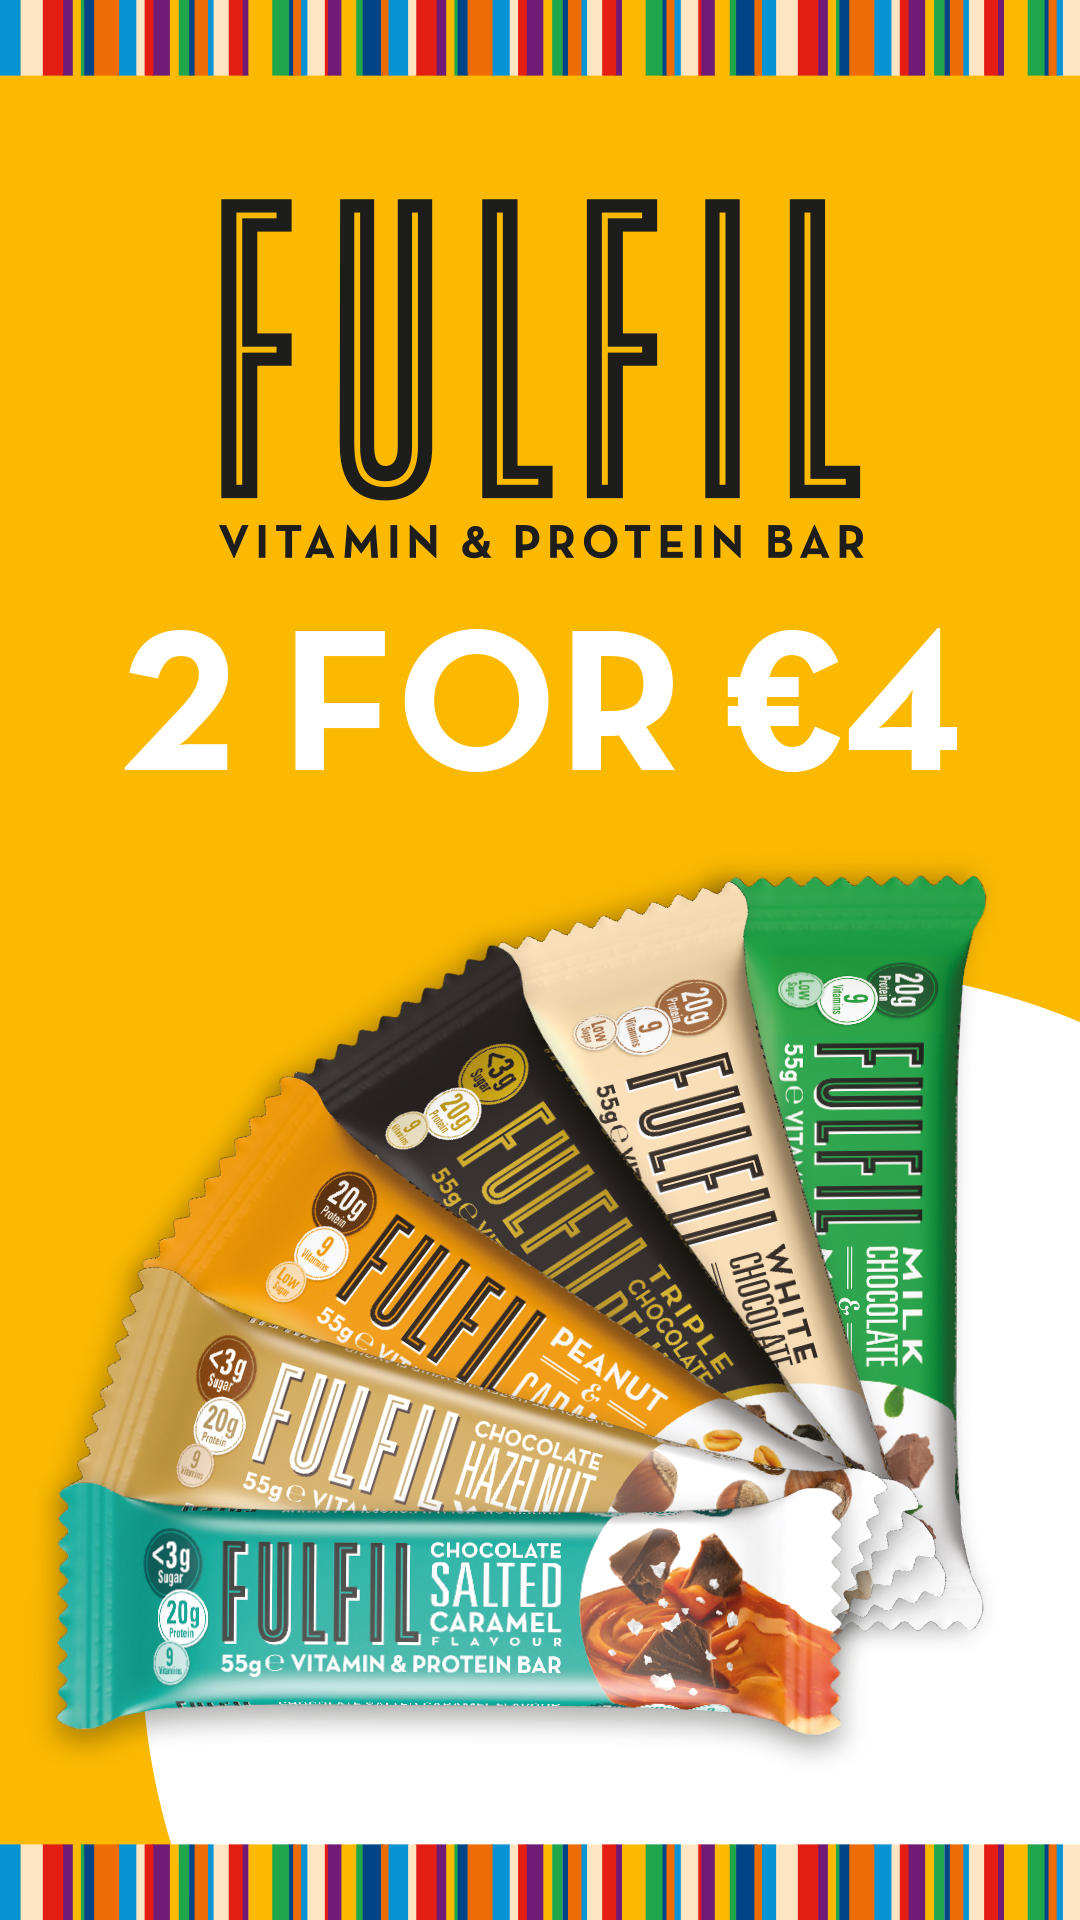 FULFIL
VITAMIN & PROTEIN BAR
2 FOR €4
20g
Protein
9
Vitamins
Low
Sugar
FULFIL
55g e VIT
MILK
CHOCOLATE
&
20g
Protein
9
Vitamins
Low
Sugar
FULFIL
55g e
WHITE
CHOCOLATE
<3g
Sugar
20g
Protein
9
Vitamins
FULFIL
55g e
TRIPLE
CHOCOLATE
20g
Protein
9
Vitamins
Low
Sugar
FULFIL
55g e VIT
PEANUT
&
<3g
Sugar
20g
Protein
9
Vitamins
FULFIL
55g e
CHOCOLATE
HAZELNUT
<3g
Sugar
20g
Protein
9
Vitamins
FULFIL
CHOCOLATE
SALTED
CARAMEL
FLAVOUR
55g e VITAMIN & PROTEIN BAR